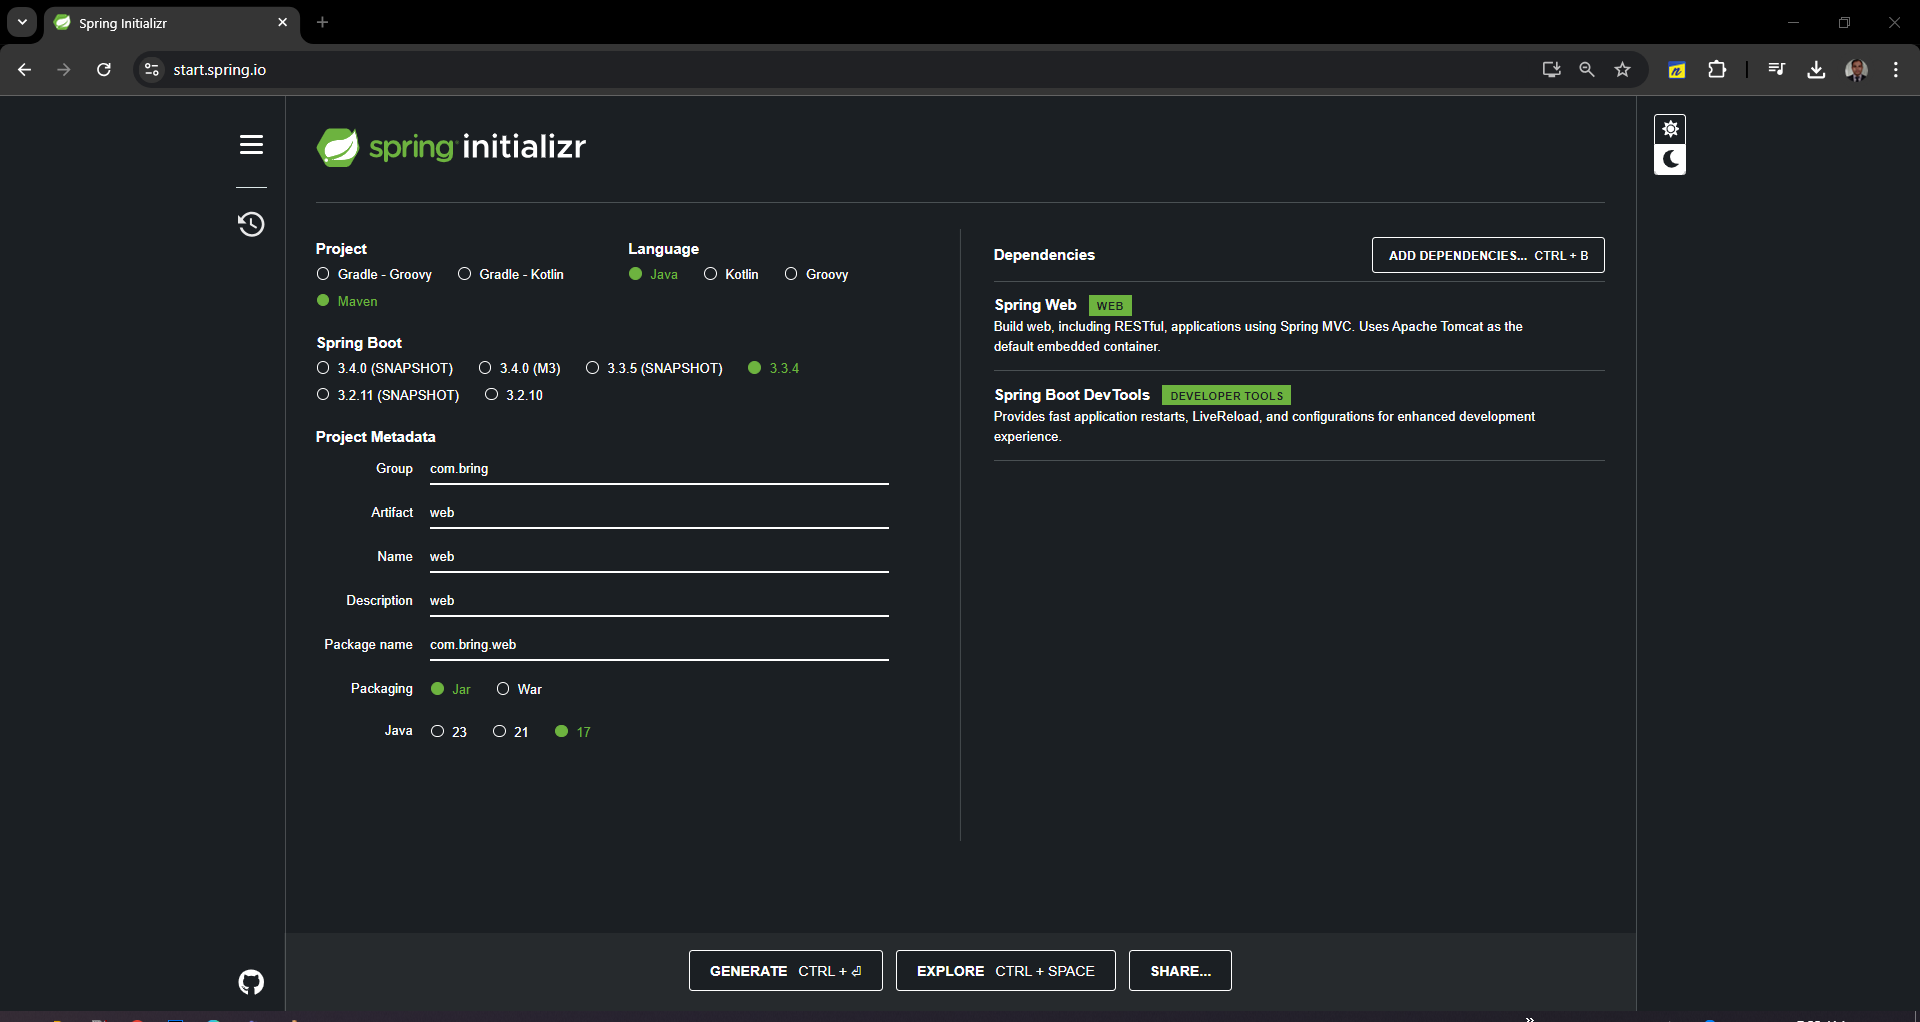 Spring Initializr
start.spring.io
spring initializr
Project
Gradle - Groovy Gradle - Kotlin
Maven
Language
Java Kotlin Groovy
Spring Boot
3.4.0 (SNAPSHOT) 3.4.0 (M3) 3.3.5 (SNAPSHOT) 3.3.4
3.2.11 (SNAPSHOT) 3.2.10
Project Metadata
Group com.bring
Artifact web
Name web
Description web
Package name com.bring.web
Packaging Jar War
Java 23 21 17
Dependencies ADD DEPENDENCIES... CTRL + B
Spring Web WEB
Build web, including RESTful, applications using Spring MVC. Uses Apache Tomcat as the
default embedded container.
Spring Boot DevTools DEVELOPER TOOLS
Provides fast application restarts, LiveReload, and configurations for enhanced development
experience.
GENERATE CTRL + ⏎ EXPLORE CTRL + SPACE SHARE...